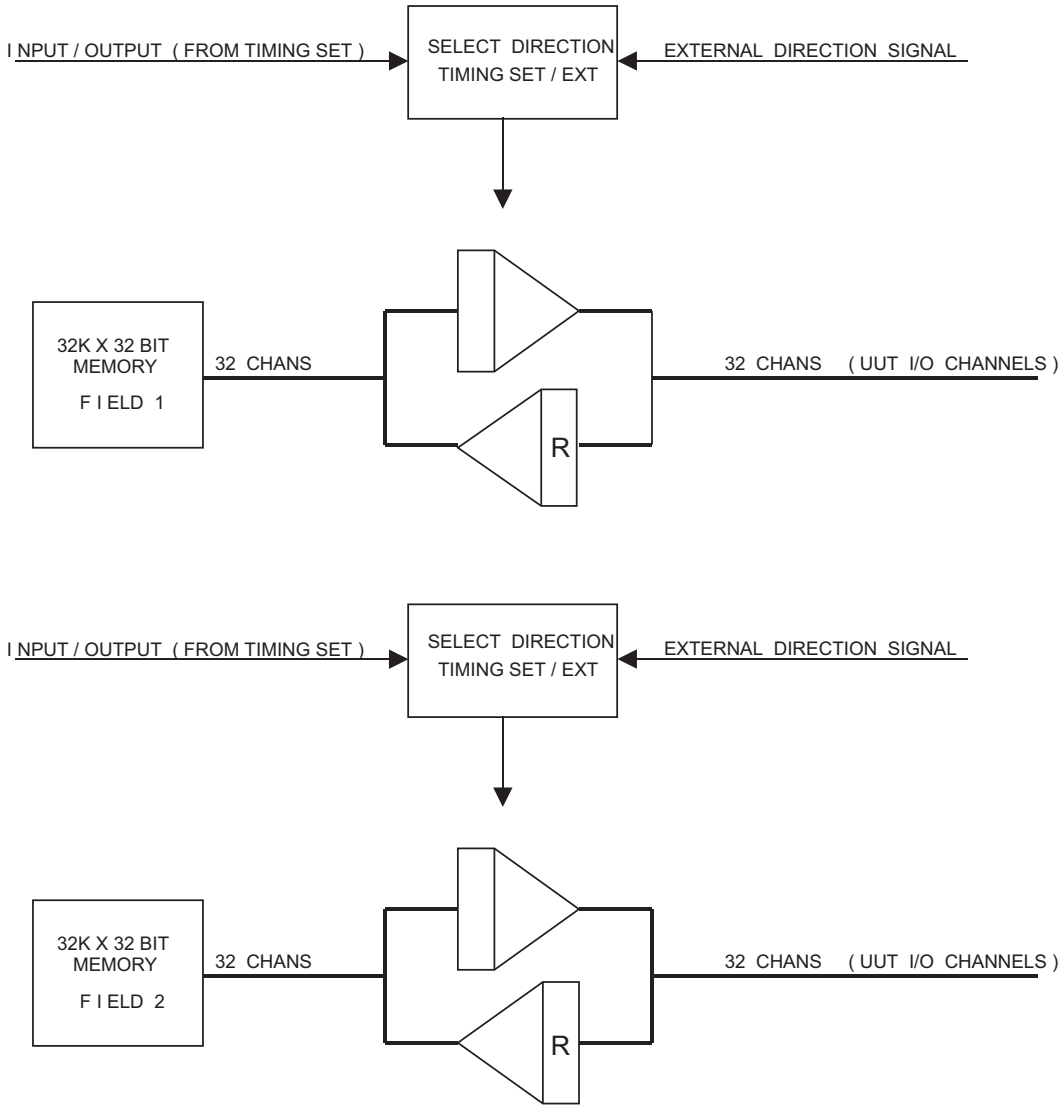 INPUT / OUTPUT ( FROM TIMING SET )
SELECT DIRECTION
TIMING SET / EXT
EXTERNAL DIRECTION SIGNAL
32K X 32 BIT
MEMORY
FIELD 1
32 CHANS
R
32 CHANS ( UUT I/O CHANNELS )
INPUT / OUTPUT ( FROM TIMING SET )
SELECT DIRECTION
TIMING SET / EXT
EXTERNAL DIRECTION SIGNAL
32K X 32 BIT
MEMORY
FIELD 2
32 CHANS
R
32 CHANS ( UUT I/O CHANNELS )